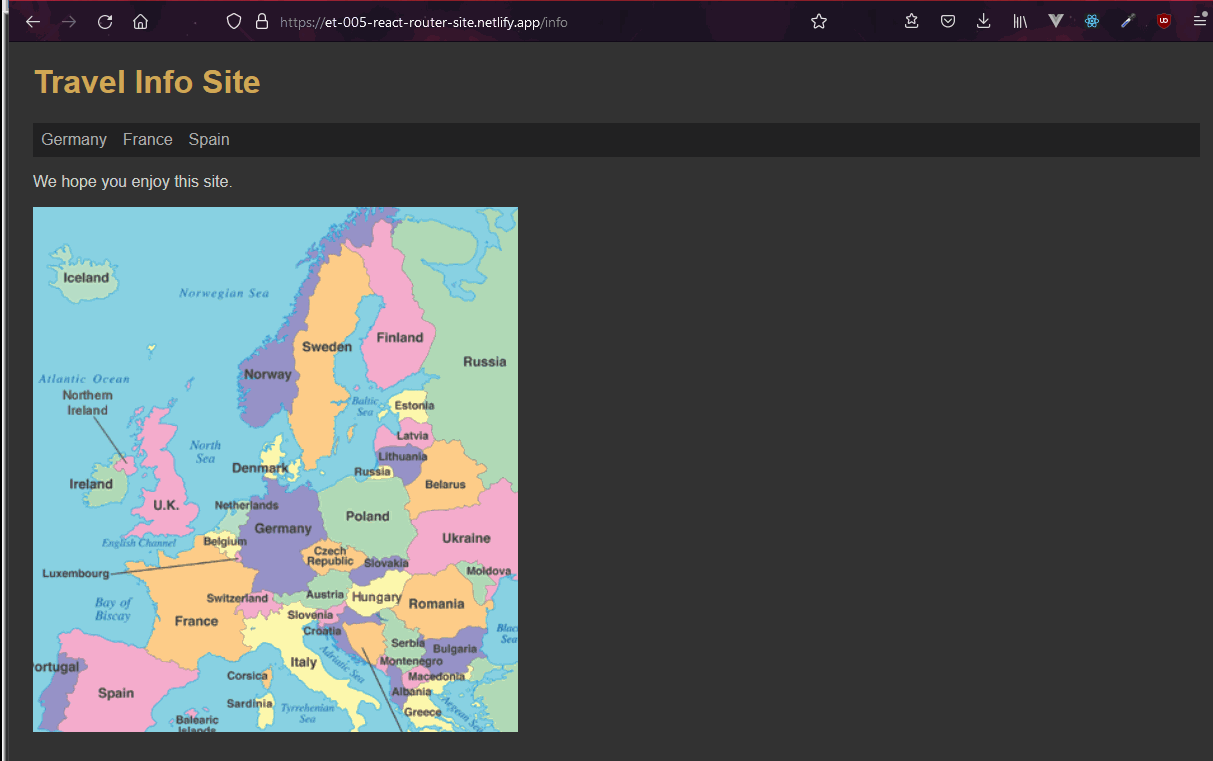 https://et-005-react-router-site.netlify.app/info
Travel Info Site
Germany France Spain
We hope you enjoy this site.
Iceland
Norwegian Sea
Finland
Sweden
Russia
Norway
Atlantic Ocean
Northern
Ireland
Baltic
Sea
Estonia
Latvia
North
Sea
Lithuania
Denmark
Russia
Ireland
Belarus
U.K.
Netherlands
Poland
Germany
Ukraine
English Channel
Belgium
Czech
Republic
Slovakia
Luxembourg
Moldova
Austria
Hungary
Switzerland
Bay of
Biscay
Romania
Slovenia
France
Croatia
Black
Sea
Serbia
Bulgaria
Italy
Adriatic Sea
Montenegro
ortugal
Corsica
Macedonia
Spain
Albania
Sardinia
Tyrrehenian
Sea
Aegean Sea
Greece
Balearic
Islands